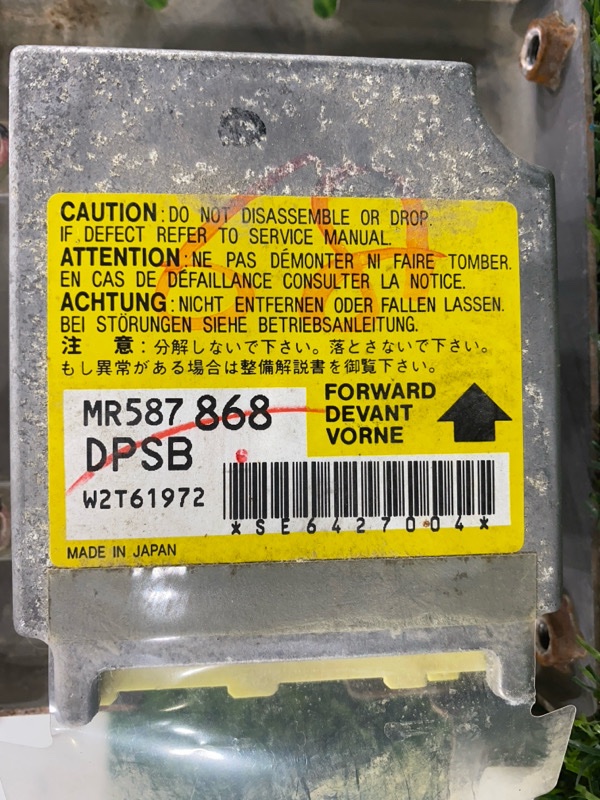 CAUTION : DO NOT DISASSEMBLE OR DROP.
IF DEFECT REFER TO SERVICE MANUAL.
ATTENTION : NE PAS DÉMONTER NI FAIRE TOMBER.
EN CAS DE DÉFAILLANCE CONSULTER LA NOTICE.
ACHTUNG : NICHT ENTFERNEN ODER FALLEN LASSEN.
BEI STÖRUNGEN SIEHE BETRIEBSANLEITUNG.
注 意 : 分解しないで下さい。落とさないで下さい。
もし異常がある場合は整備解説書を御覧下さい。
MR587 868
DPSB
W2T61972
FORWARD
DEVANT
VORNE
*SE6427004*
MADE IN JAPAN